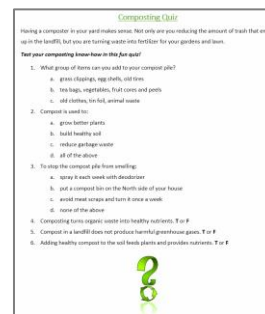 Composting Quiz
Having a composter in your yard makes sense. Not only are you reducing the amount of trash that en
up in the landfill, but you are turning waste into fertilizer for your gardens and lawn.
Test your composting know-how in this fun quiz!
1. What group of items can you add to your compost pile?
a. grass clippings, egg shells, old tires
b. tea bags, vegetables, fruit cores and peels
c. old clothes, tin foil, animal waste
2. Compost is used to:
a. grow better plants
b. build healthy soil
c. reduce garbage waste
d. all of the above
3. To stop the compost pile from smelling:
a. spray it each week with deodorizer
b. put a compost bin on the North side of your house
c. avoid meat scraps and turn it once a week
d. none of the above
4. Composting turns organic waste into healthy nutrients. T or F
5. Compost in a landfill does not produce harmful greenhouse gases. T or F
6. Adding healthy compost to the soil feeds plants and provides nutrients. T or F